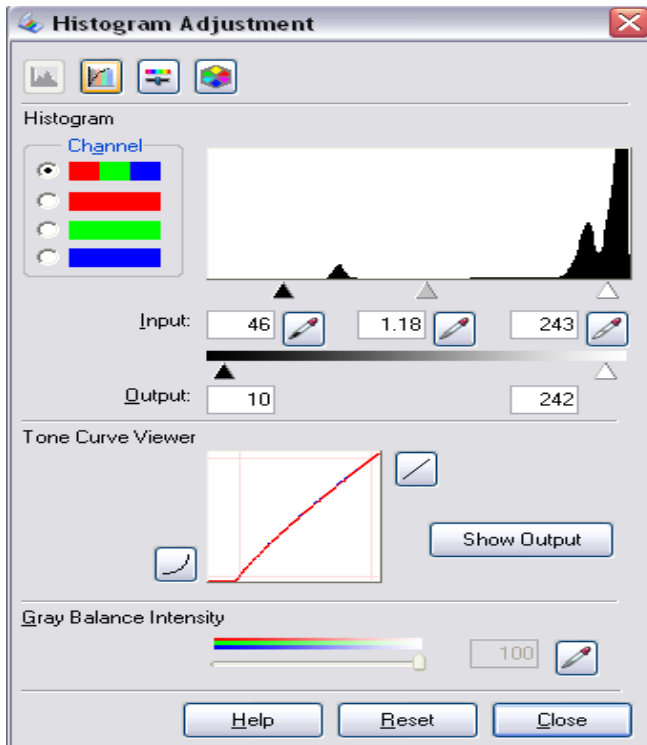 Histogram Adjustment
Histogram
Channel
Input: 46 1.18 243
Output: 10 242
Tone Curve Viewer
Show Output
Gray Balance Intensity
100
Help Reset Close